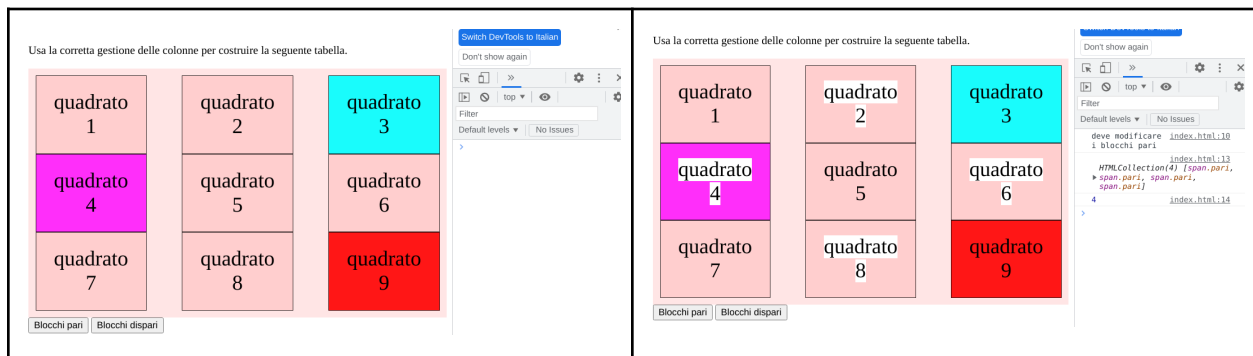 Usa la corretta gestione delle colonne per costruire la seguente tabella.
quadrato
1
quadrato
2
quadrato
3
quadrato
4
quadrato
5
quadrato
6
quadrato
7
quadrato
8
quadrato
9
Blocchi pari Blocchi dispari
Switch DevTools to Italian
Don't show again
top
Filter
Default levels No Issues
Usa la corretta gestione delle colonne per costruire la seguente tabella.
quadrato
1
quadrato
2
quadrato
3
quadrato
4
quadrato
5
quadrato
6
quadrato
7
quadrato
8
quadrato
9
Blocchi pari Blocchi dispari
Don't show again
top
Filter
Default levels No Issues
deve modificare index.html:10
i blocchi pari
index.html:13
HTMLCollection(4) [span.pari,
span.pari, span.pari,
span.pari]
4 index.html:14